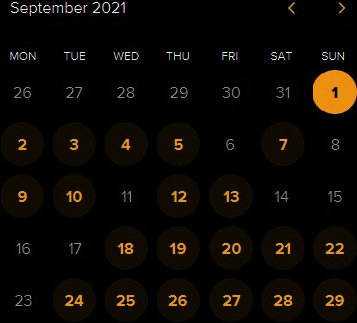 September 2021
MON TUE WED THU FRI SAT SUN
26 27 28 29 30 31 1
2 3 4 5 6 7 8
9 10 11 12 13 14 15
16 17 18 19 20 21 22
23 24 25 26 27 28 29